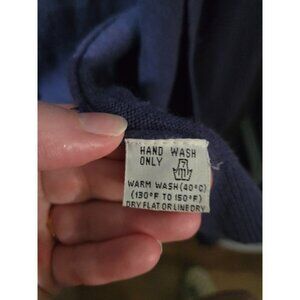 HAND WASH
ONLY
WARM WASH (40°C)
(130°F TO 150°F)
DRY FLAT OR LINE DRY